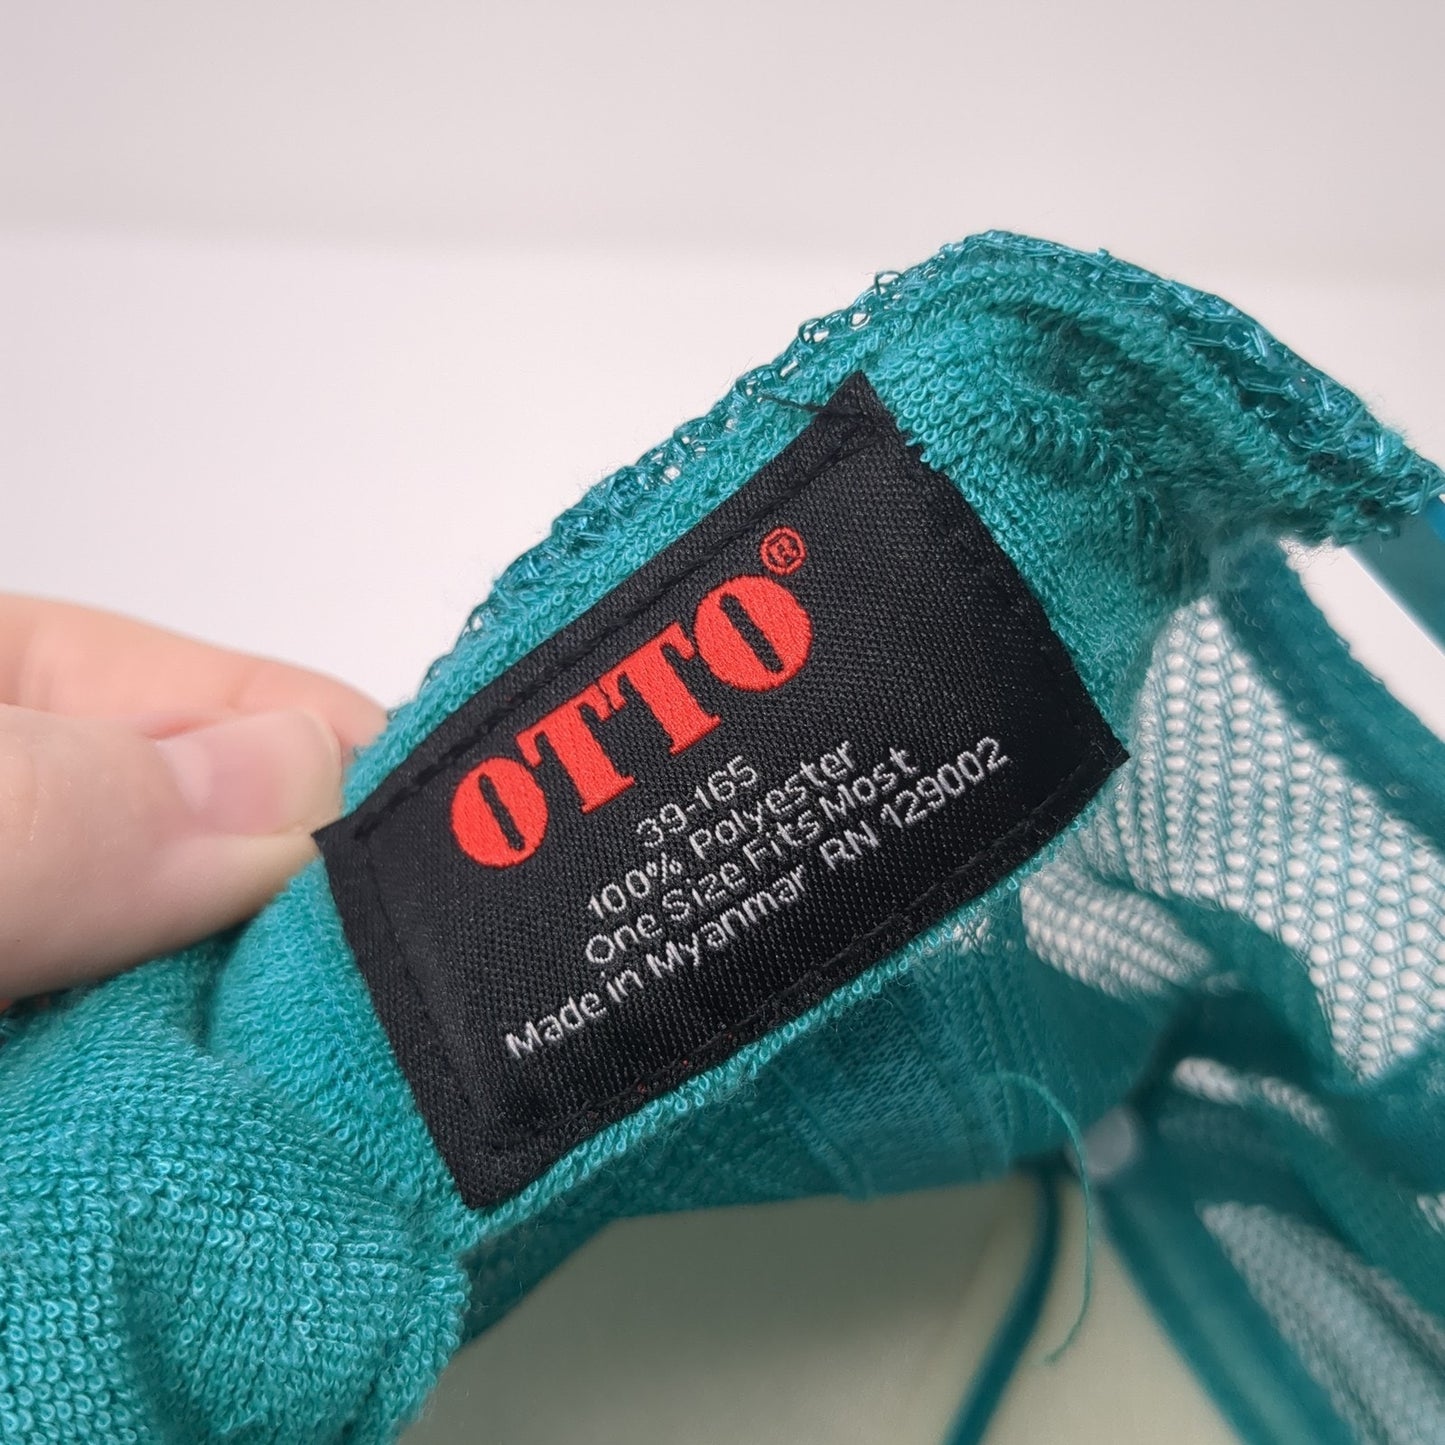 OTTO®
39-165
100% Polyester
One Size Fits Most
Made in Myanmar RN 129002